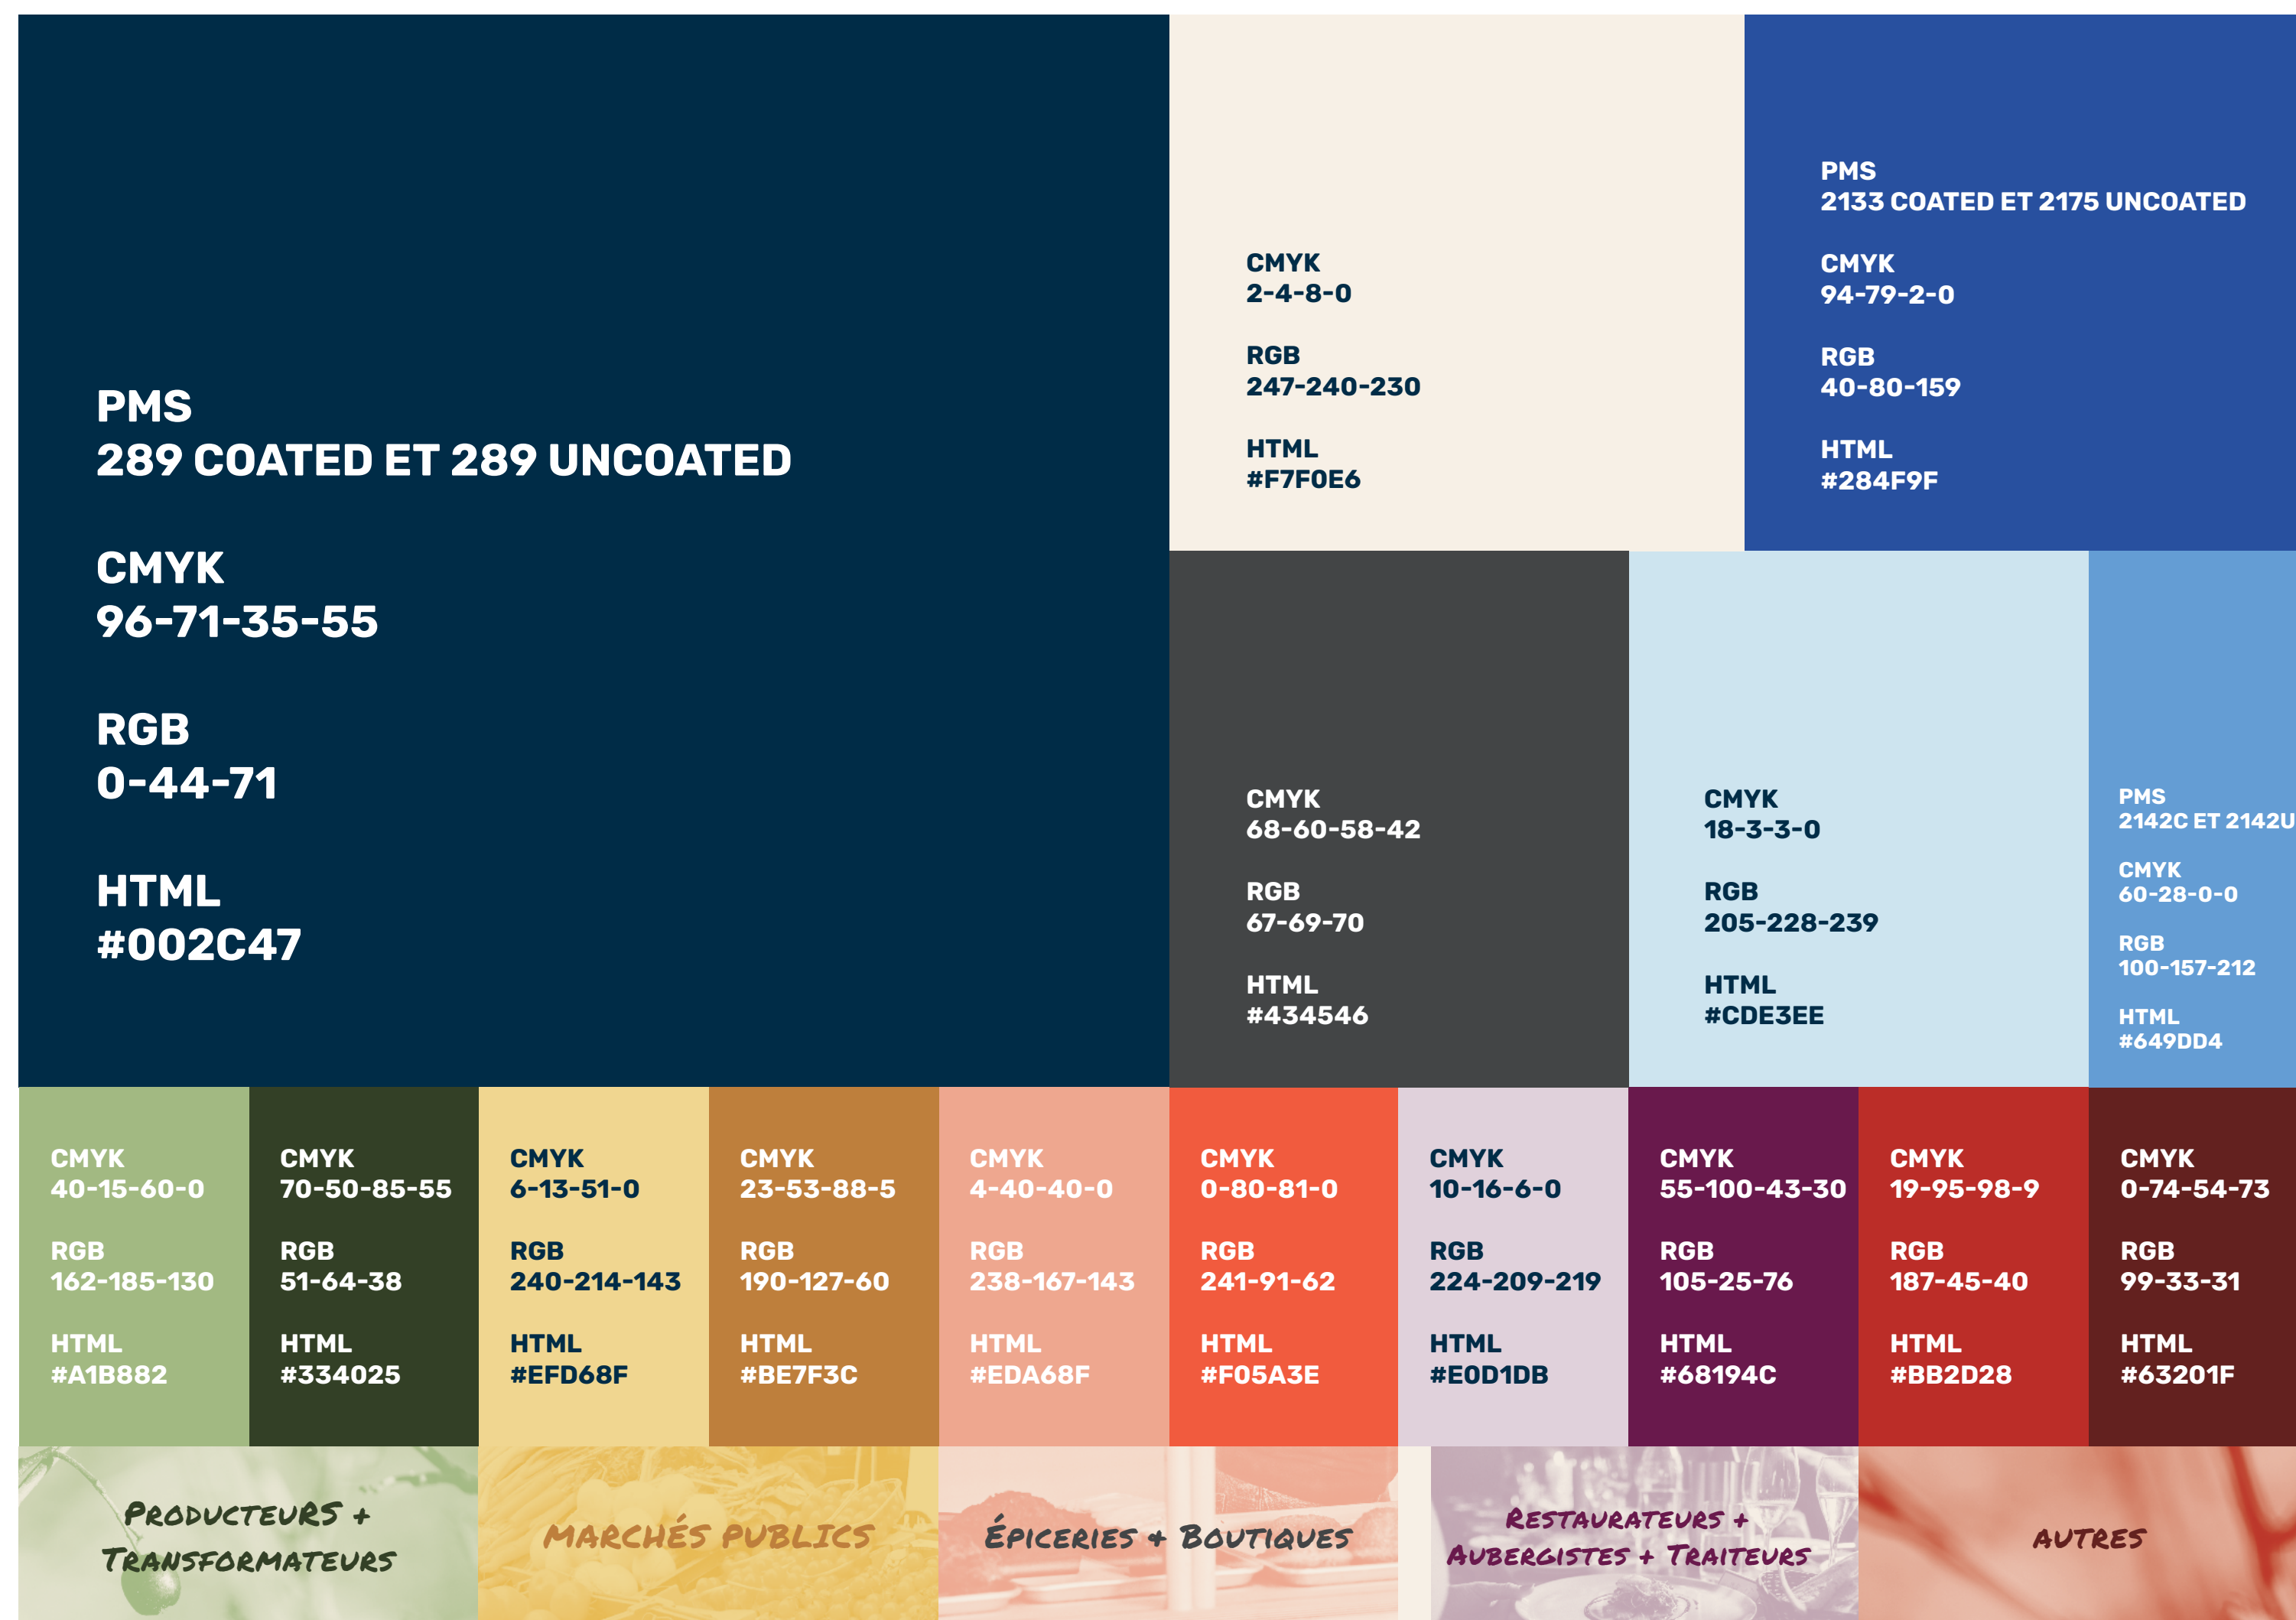 PMS
289 COATED ET 289 UNCOATED
CMYK
96-71-35-55
RGB
0-44-71
HTML
#002C47
CMYK
2-4-8-0
RGB
247-240-230
HTML
#F7F0E6
PMS
2133 COATED ET 2175 UNCOATED
CMYK
94-79-2-0
RGB
40-80-159
HTML
#284F9F
CMYK
68-60-58-42
RGB
67-69-70
HTML
#434546
CMYK
18-3-3-0
RGB
205-228-239
HTML
#CDE3EE
PMS
2142C ET 2142U
CMYK
60-28-0-0
RGB
100-157-212
HTML
#649DD4
CMYK
40-15-60-0
RGB
162-185-130
HTML
#A1B882
CMYK
70-50-85-55
RGB
51-64-38
HTML
#334025
CMYK
6-13-51-0
RGB
240-214-143
HTML
#EFD68F
CMYK
23-53-88-5
RGB
190-127-60
HTML
#BE7F3C
CMYK
4-40-40-0
RGB
238-167-143
HTML
#EDA68F
CMYK
0-80-81-0
RGB
241-91-62
HTML
#F05A3E
CMYK
10-16-6-0
RGB
224-209-219
HTML
#E0D1DB
CMYK
55-100-43-30
RGB
105-25-76
HTML
#68194C
CMYK
19-95-98-9
RGB
187-45-40
HTML
#BB2D28
CMYK
0-74-54-73
RGB
99-33-31
HTML
#63201F
PRODUCTEURS +
TRANSFORMATEURS
MARCHÉS PUBLICS
ÉPICERIES + BOUTIQUES
RESTAURATEURS +
AUBERGISTES + TRAITEURS
AUTRES